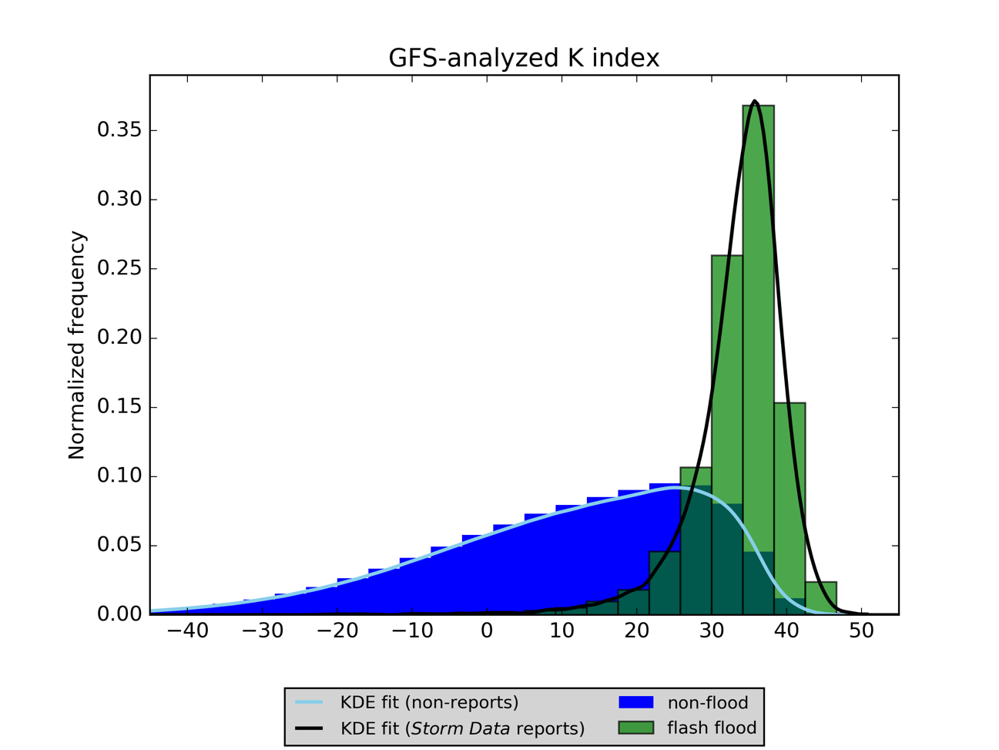 GFS-analyzed K index
Normalized frequency
0.35
0.30
0.25
0.20
0.15
0.10
0.05
0.00
−40 −30 −20 −10 0 10 20 30 40 50
KDE fit (non-reports) non-flood
KDE fit (Storm Data reports) flash flood